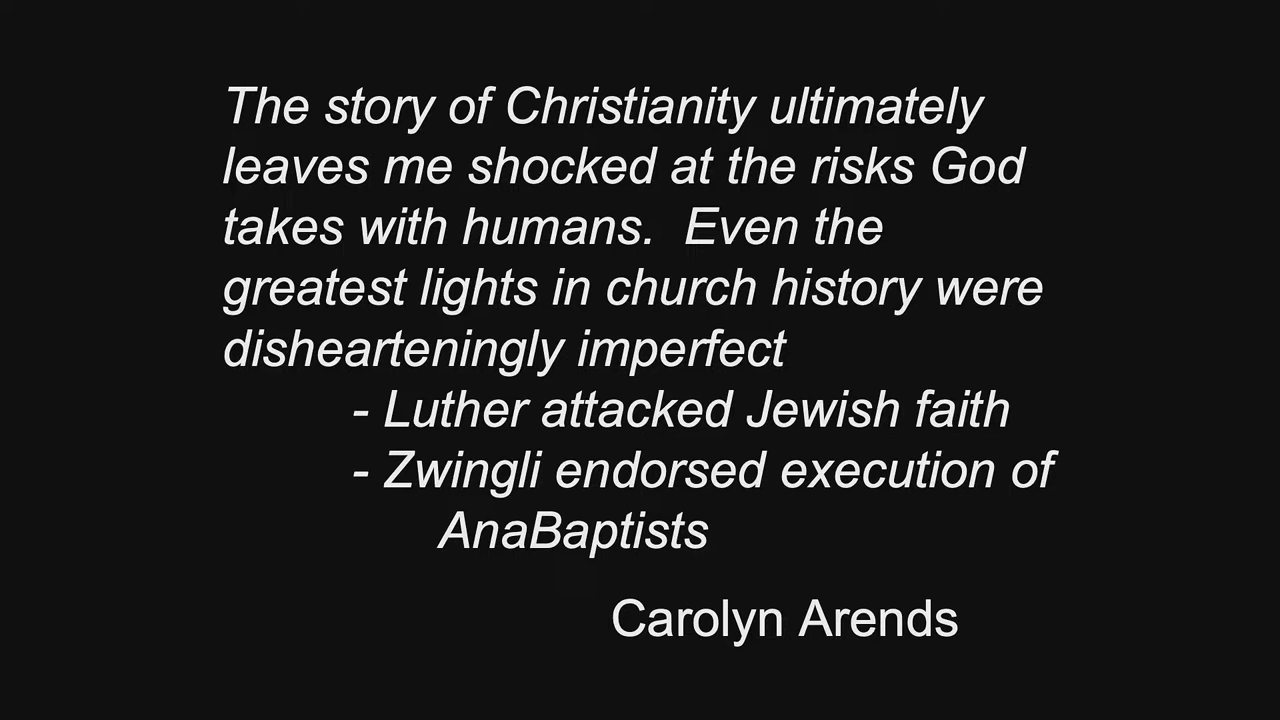 The story of Christianity ultimately
leaves me shocked at the risks God
takes with humans.  Even the
greatest lights in church history were
dishearteningly imperfect
- Luther attacked Jewish faith
- Zwingli endorsed execution of
AnaBaptists
Carolyn Arends